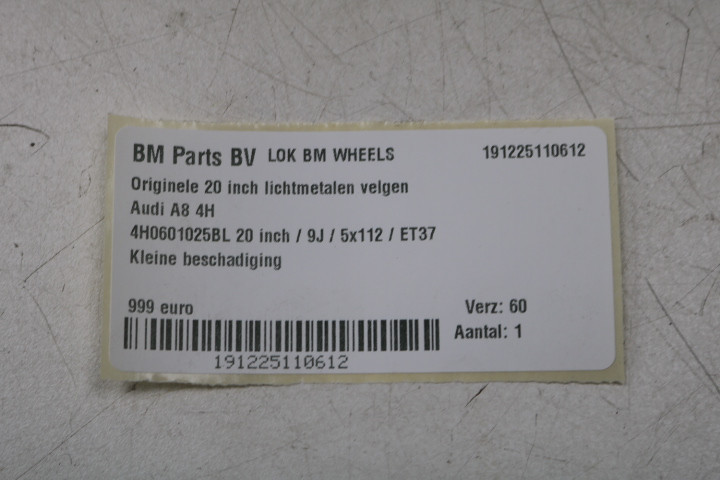 BM Parts BV LOK BM WHEELS 191225110612
Originele 20 inch lichtmetalen velgen
Audi A8 4H
4H0601025BL 20 inch / 9J / 5x112 / ET37
Kleine beschadiging
999 euro Verz: 60
Aantal: 1
191225110612